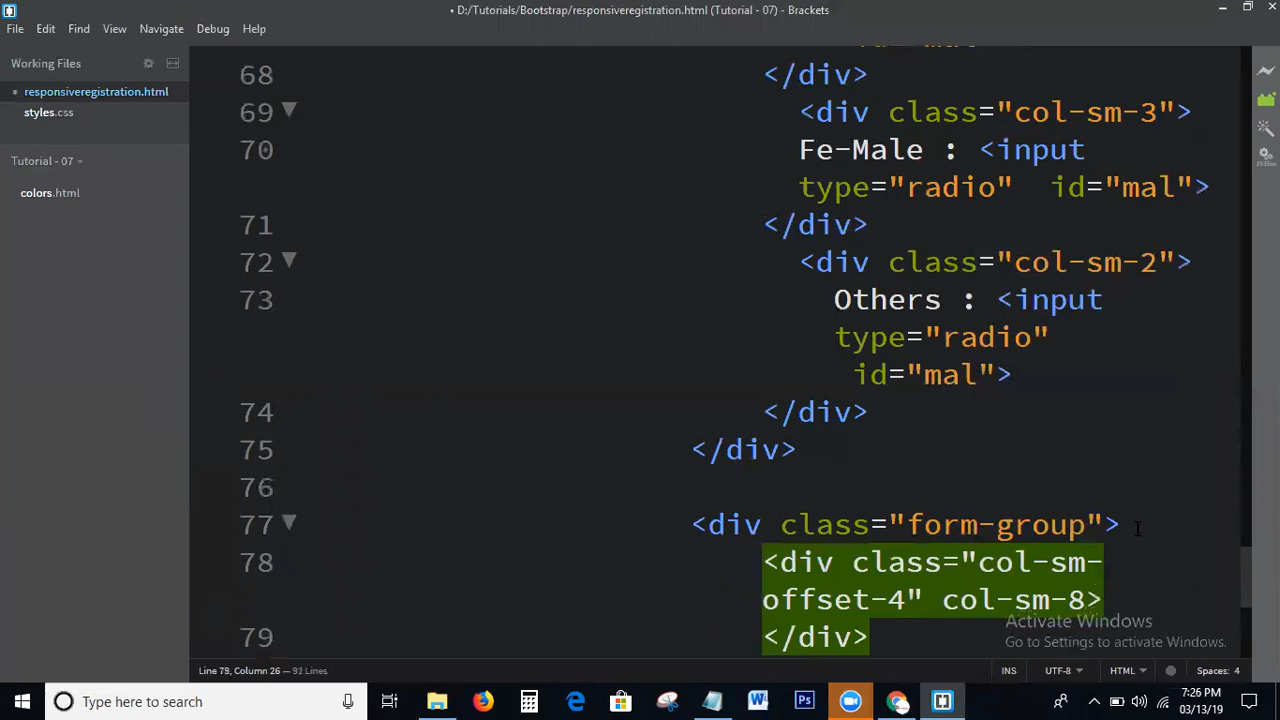 • D:/Tutorials/Bootstrap/responsiveregistration.html (Tutorial - 07) - Brackets
File Edit Find View Navigate Debug Help
Working Files
• responsiveregistration.html
styles.css
Tutorial - 07
colors.html
68 </div>
69 <div class="col-sm-3">
70 Fe-Male : <input
type="radio" id="mal">
71 </div>
72 <div class="col-sm-2">
73 Others : <input
type="radio"
id="mal">
74 </div>
75 </div>
76
77 <div class="form-group">
78 <div class="col-sm-
offset-4" col-sm-8>
79 </div>
Activate Windows
Go to Settings to activate Windows.
Line 79, Column 26 — 92 Lines
INS UTF-8 HTML Spaces: 4
Type here to search
7:26 PM
03/13/19